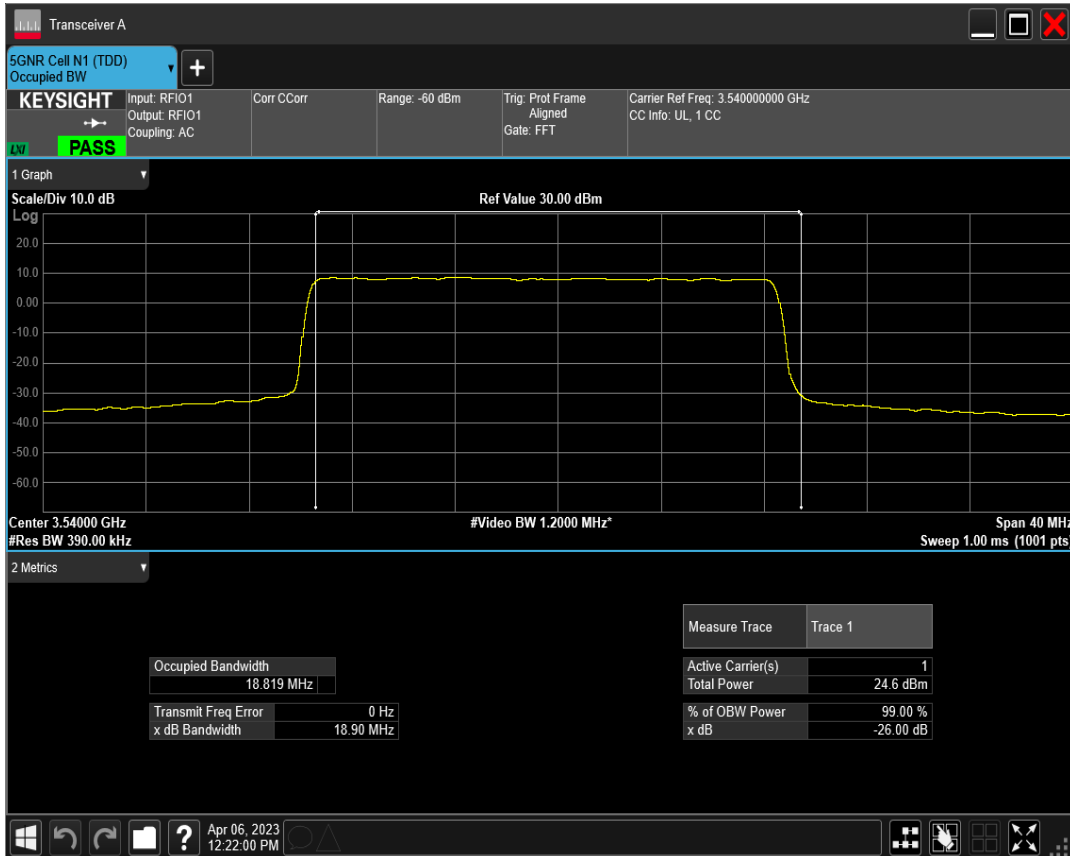 Transceiver A
5GNR Cell N1 (TDD)
Occupied BW
+
KEYSIGHT
LXI
PASS
Input: RFIO1
Output: RFIO1
Coupling: AC
Corr CCorr
Range: -60 dBm
Trig: Prot Frame
Aligned
Gate: FFT
Carrier Ref Freq: 3.540000000 GHz
CC Info: UL, 1 CC
1 Graph
Scale/Div 10.0 dB
Ref Value 30.00 dBm
Log
20.0
10.0
0.00
-10.0
-20.0
-30.0
-40.0
-50.0
-60.0
Center 3.54000 GHz
#Video BW 1.2000 MHz*
Span 40 MHz
#Res BW 390.00 kHz
Sweep 1.00 ms (1001 pts)
2 Metrics
Measure Trace Trace 1
Occupied Bandwidth
18.819 MHz
Active Carrier(s) 1
Total Power 24.6 dBm
Transmit Freq Error 0 Hz
x dB Bandwidth 18.90 MHz
% of OBW Power 99.00 %
x dB -26.00 dB
?
Apr 06, 2023
12:22:00 PM